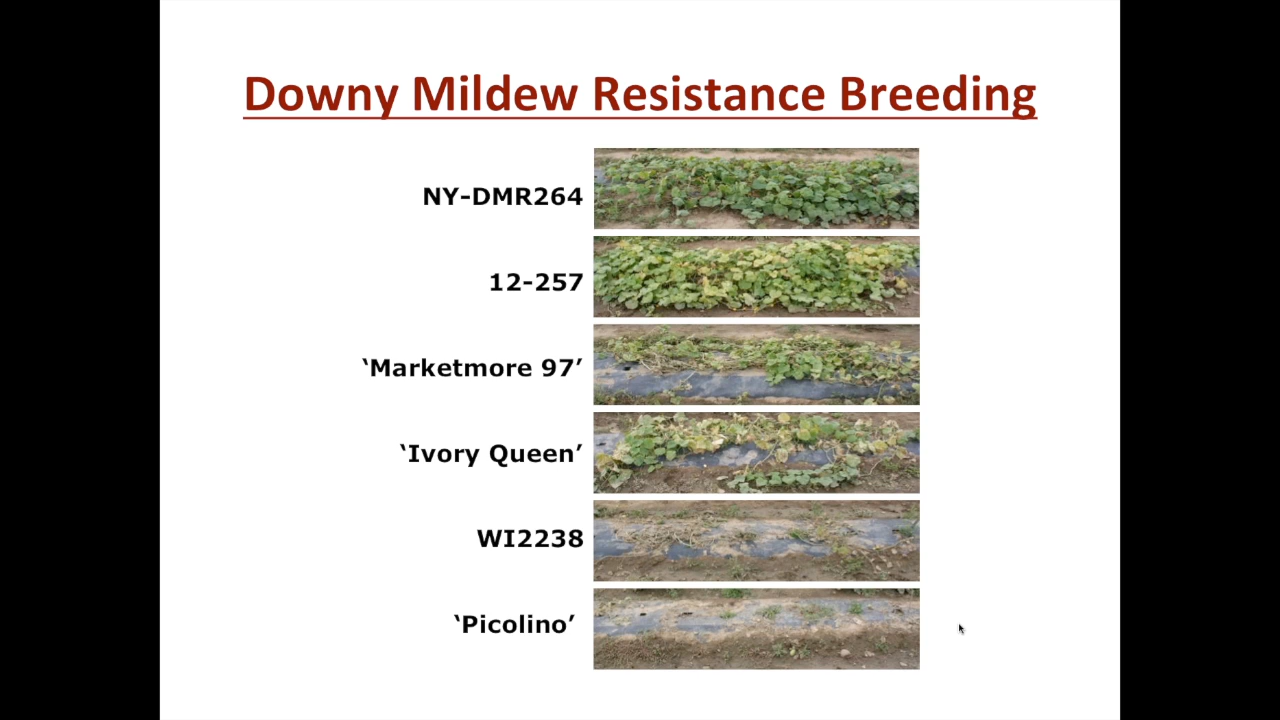 Downy Mildew Resistance Breeding
NY-DMR264
12-257
‘Marketmore 97’
‘Ivory Queen’
WI2238
‘Picolino’